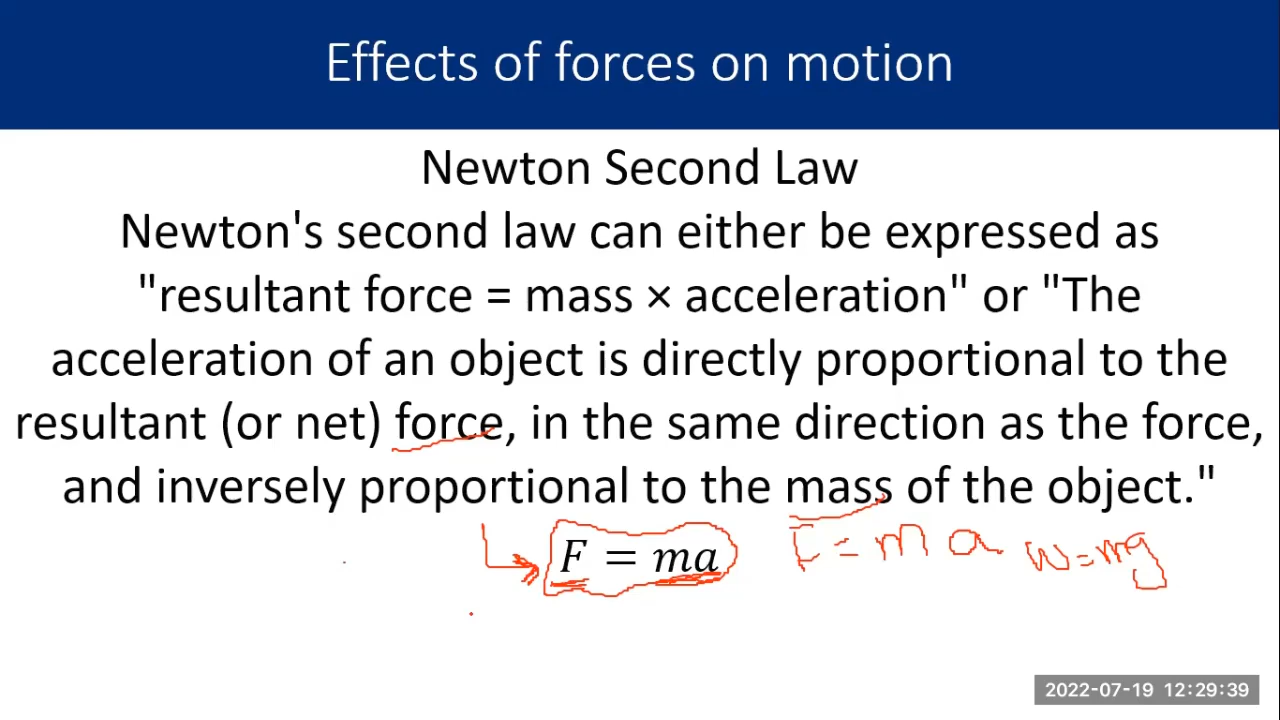 Effects of forces on motion
Newton Second Law
Newton's second law can either be expressed as
"resultant force = mass × acceleration" or "The
acceleration of an object is directly proportional to the
resultant (or net) force, in the same direction as the force,
and inversely proportional to the mass of the object."
F = ma F = ma w=mg
2022-07-19 12:29:39